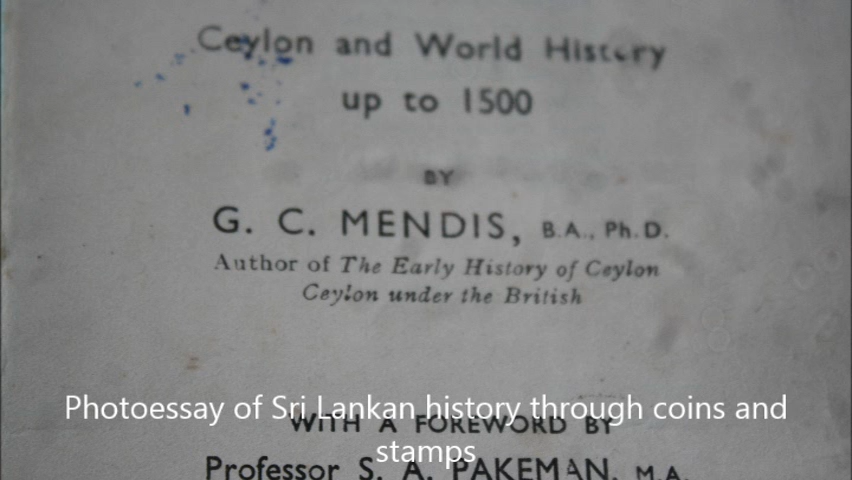 Ceylon and World History
up to 1500
BY
G. C. MENDIS, B.A., Ph.D.
Author of The Early History of Ceylon
Ceylon under the British
Photoessay of Sri Lankan history through coins and
WITH A FOREWORD BY
stamps
Professor S. A. PAKEMAN, M.A.